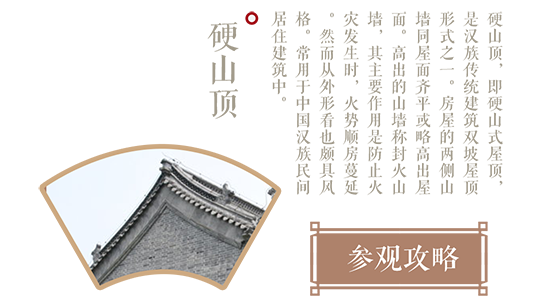 硬山顶
硬山顶，即硬山式屋顶，
是汉族传统建筑双坡屋顶
形式之一。房屋的两侧山
墙同屋面齐平或略高出屋
面。高出的山墙称封火山
墙，其主要作用是防止火
灾发生时，火势顺房蔓延
。然而从外形看也颇具风
格。常用于中国汉族民间
居住建筑中。
参观攻略